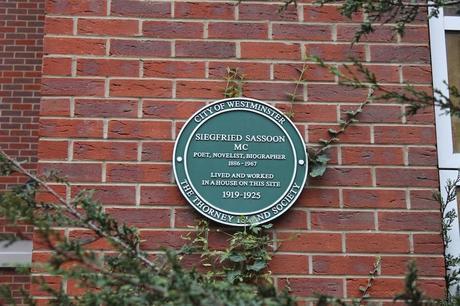 CITY OF WESTMINSTER
SIEGFRIED SASSOON
MC
POET, NOVELIST, BIOGRAPHER
1886-1967
LIVED AND WORKED
IN A HOUSE ON THIS SITE
1919-1925
THE THORNEY ISLAND SOCIETY